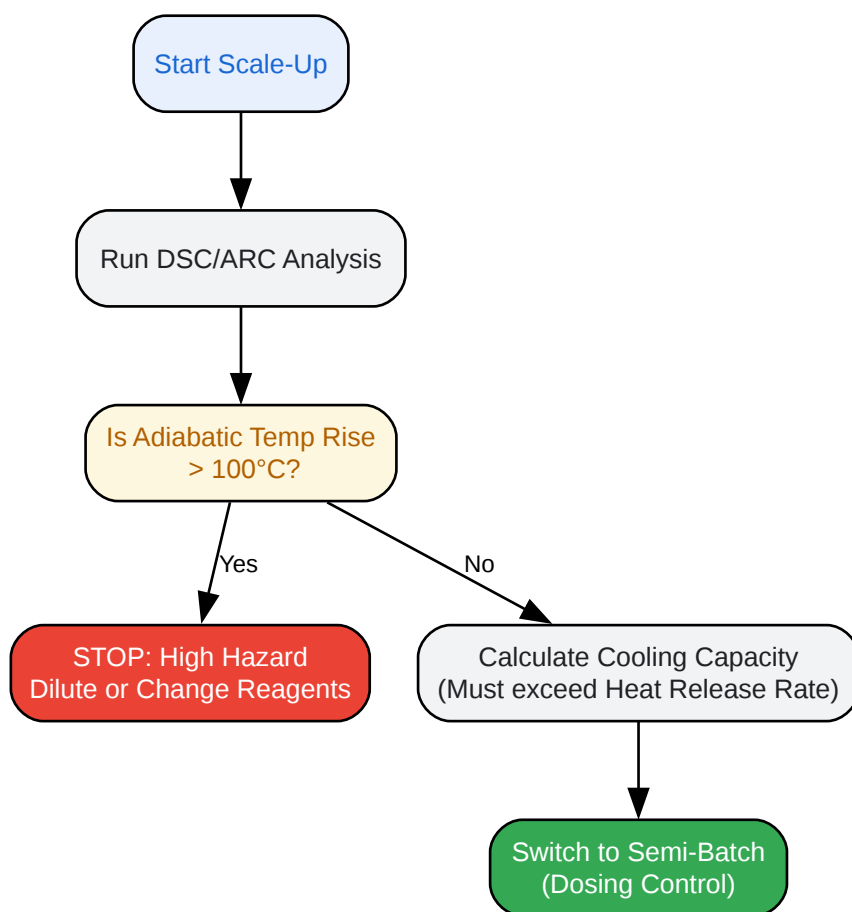 Start Scale-Up
Run DSC/ARC Analysis
Is Adiabatic Temp Rise
> 100°C?
Yes
No
STOP: High Hazard
Dilute or Change Reagents
Calculate Cooling Capacity
(Must exceed Heat Release Rate)
Switch to Semi-Batch
(Dosing Control)